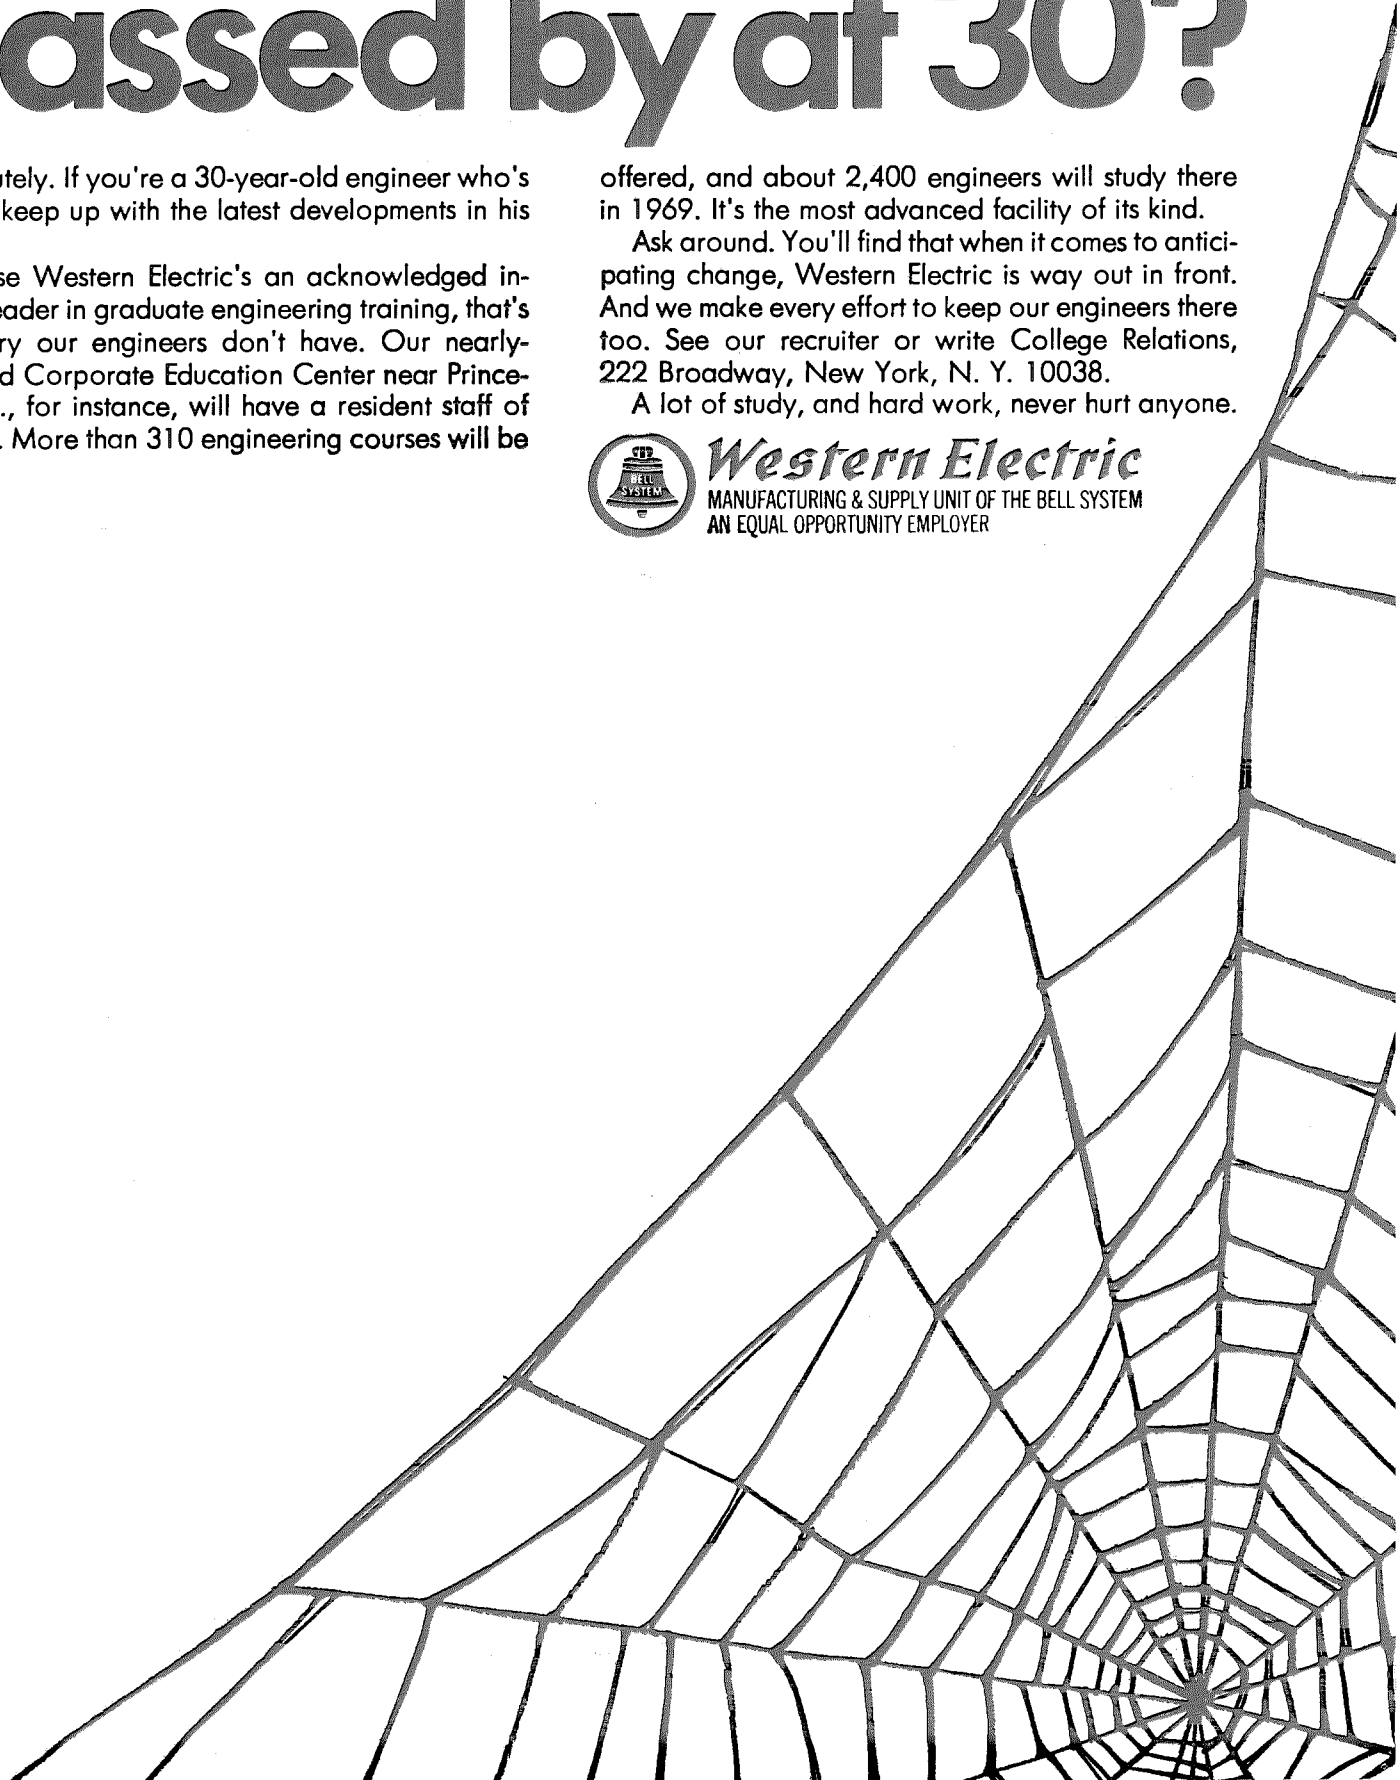 assed by at 30?
utely. If you're a 30-year-old engineer who's
keep up with the latest developments in his
se Western Electric's an acknowledged in-
eader in graduate engineering training, that's
ry our engineers don't have. Our nearly-
d Corporate Education Center near Prince-
., for instance, will have a resident staff of
. More than 310 engineering courses will be
offered, and about 2,400 engineers will study there
in 1969. It's the most advanced facility of its kind.
Ask around. You'll find that when it comes to antici-
pating change, Western Electric is way out in front.
And we make every effort to keep our engineers there
too. See our recruiter or write College Relations,
222 Broadway, New York, N. Y. 10038.
A lot of study, and hard work, never hurt anyone.
BELL
SYSTEM
Western Electric
MANUFACTURING & SUPPLY UNIT OF THE BELL SYSTEM
AN EQUAL OPPORTUNITY EMPLOYER